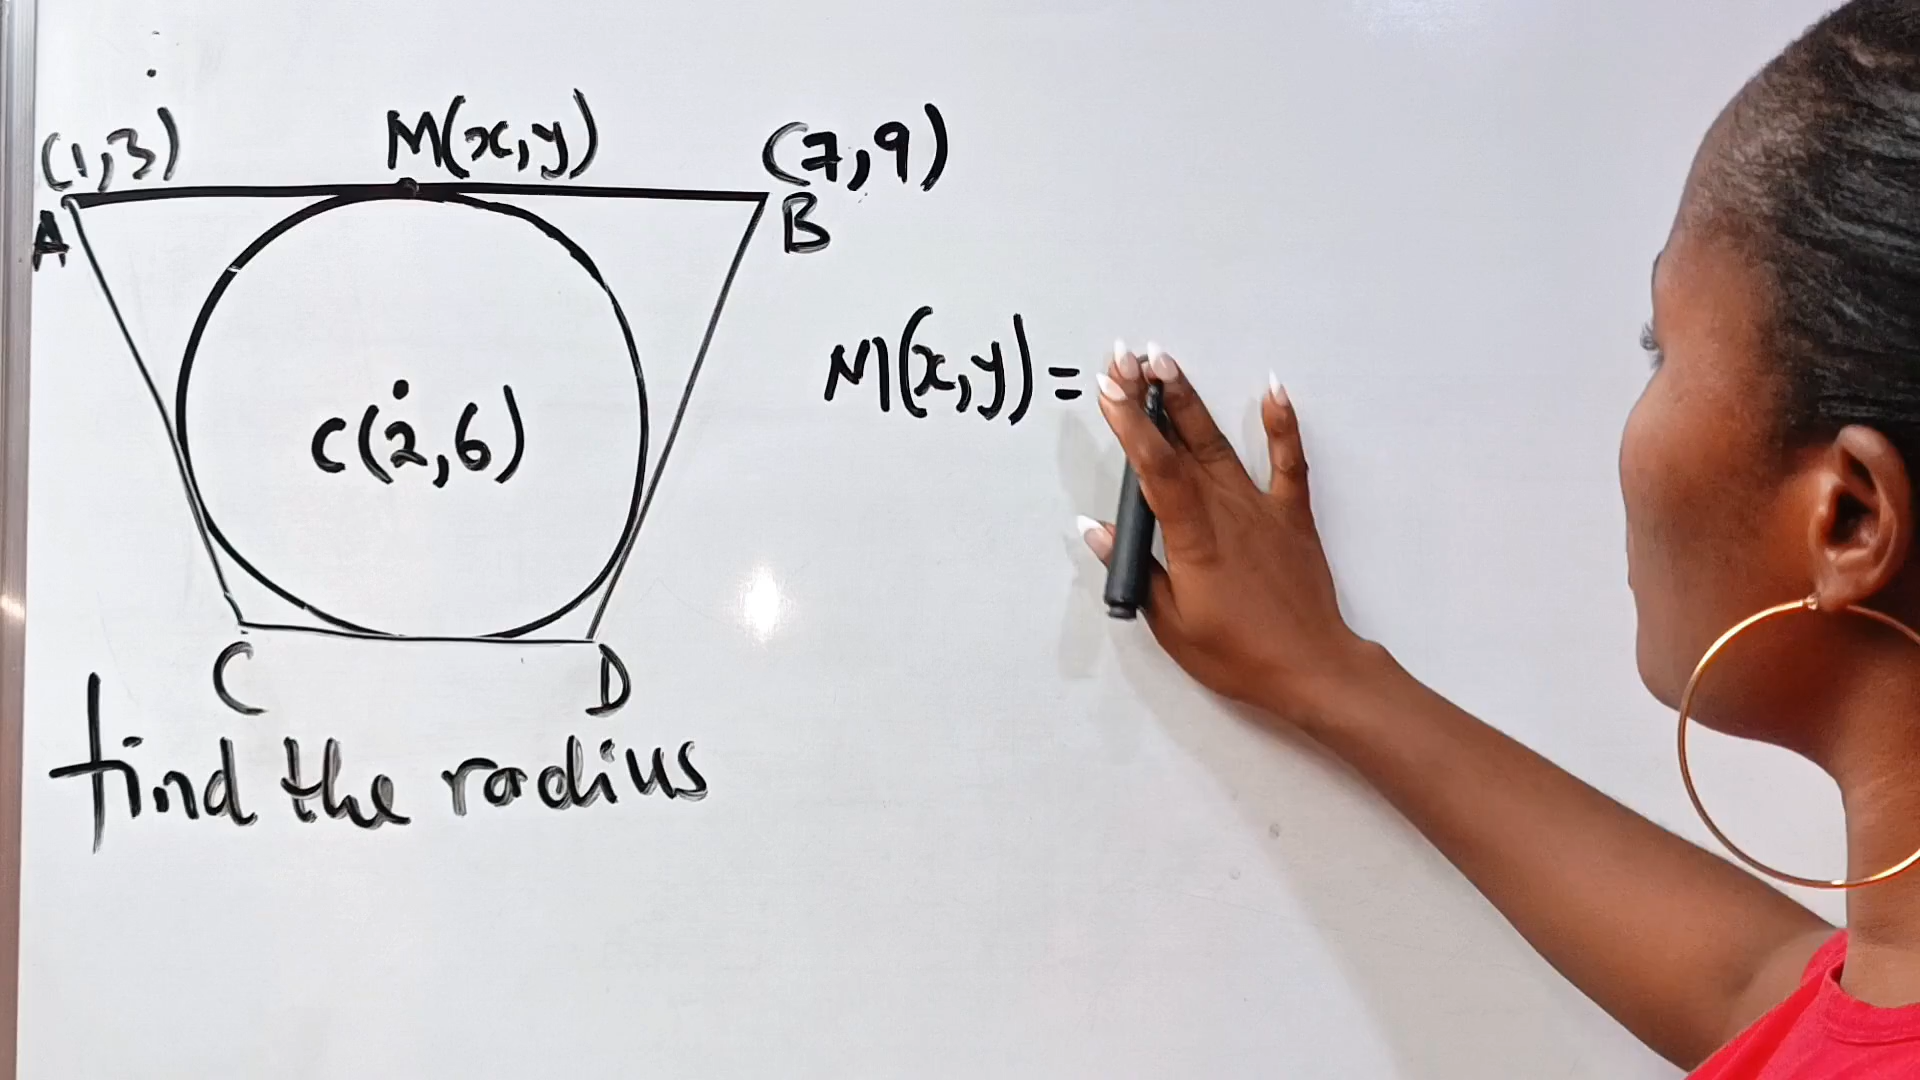 (1,3) M(x,y) (7,9)
A B
M(x,y) =
C(2,6)
C D
find the radius